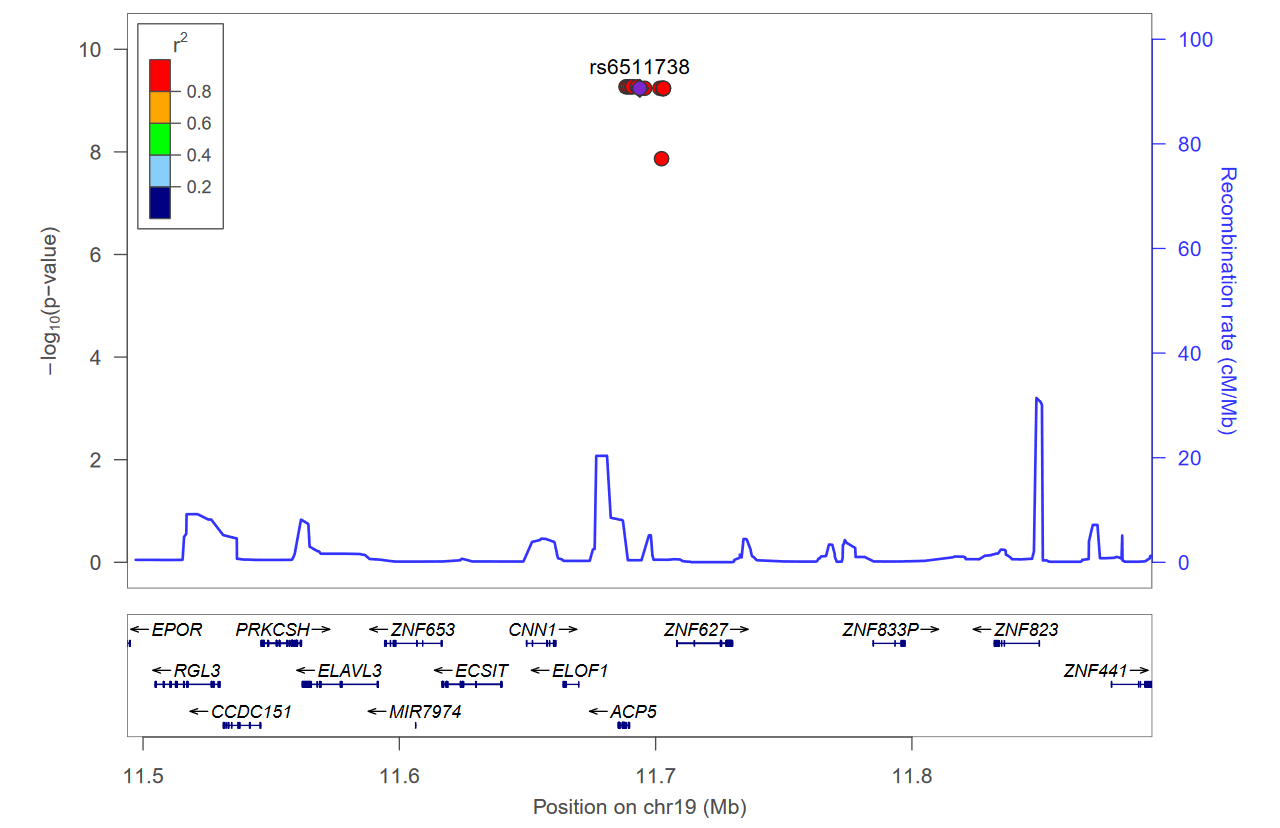 rs6511738
r2
0.8
0.6
0.4
0.2
10
8
6
4
2
0
−log10(p−value)
100
80
60
40
20
0
Recombination rate (cM/Mb)
← EPOR
PRKCSH →
← ZNF653
CNN1 →
ZNF627 →
ZNF833P →
← ZNF823
← RGL3
← ELAVL3
← ECSIT
← ELOF1
ZNF441 →
← CCDC151
← MIR7974
← ACP5
11.5 11.6 11.7 11.8
Position on chr19 (Mb)